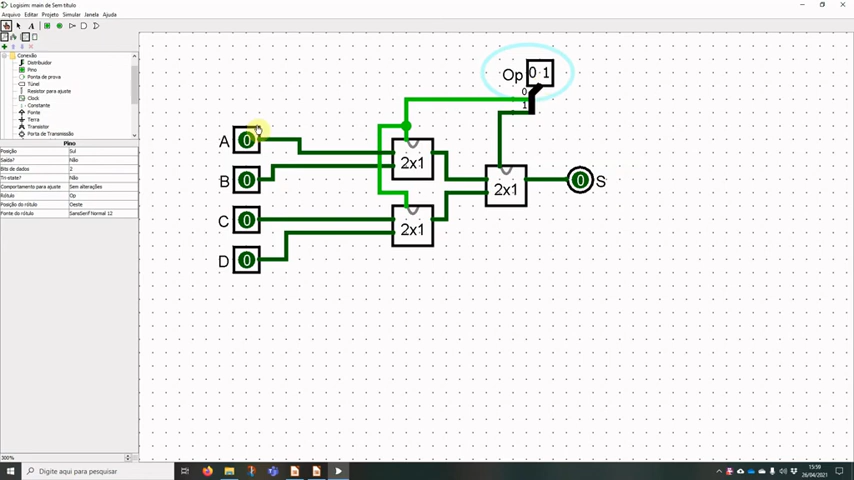 Logisim: main de Sem título
Arquivo Editar Projeto Simular Janela Ajuda
A
Conexão
Distribuidor
Pino
Ponta de prova
Túnel
Resistor para ajuste
Clock
Constante
Fonte
Terra
Transistor
Porta de Transmissão
Pino
Posição Sul
Saída? Não
Bits de dados 2
Tri-state? Não
Comportamento para ajuste Sem alterações
Rótulo Op
Posição do rótulo Oeste
Fonte do rótulo SansSerif Normal 12
Op 0 1
0
1
A 0
2x1
B 0
2x1
0 S
C 0
2x1
D 0
300%
Digite aqui para pesquisar
15:59
26/04/2021